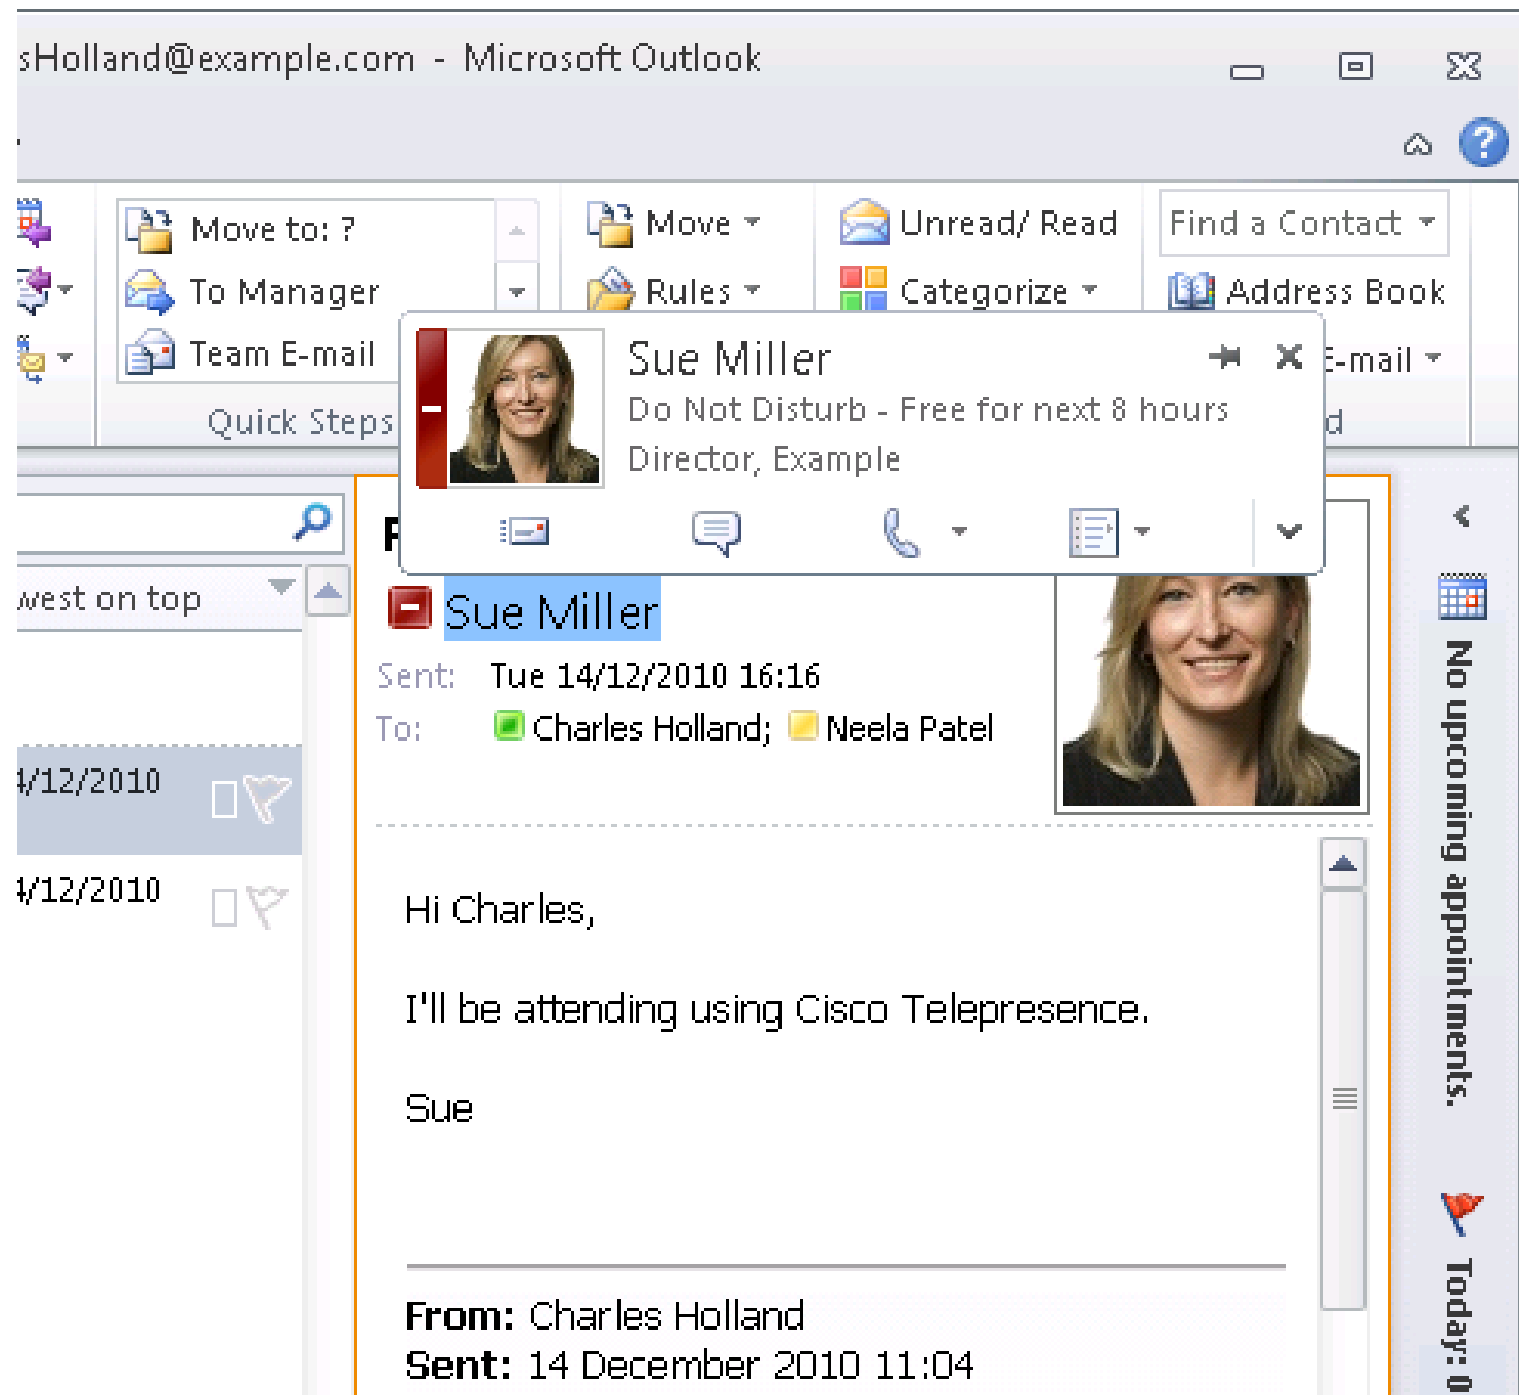 sHolland@example.com - Microsoft Outlook
Move to: ?
To Manager
Team E-mail
Quick Steps
Move
Rules
Unread/ Read
Categorize
Find a Contact
Address Book
E-mail
Sue Miller
Do Not Disturb - Free for next 8 hours
Director, Example
west on top
4/12/2010
4/12/2010
Sue Miller
Sent: Tue 14/12/2010 16:16
To: Charles Holland; Neela Patel
Hi Charles,
I'll be attending using Cisco Telepresence.
Sue
From: Charles Holland
Sent: 14 December 2010 11:04
No upcoming appointments.
Today: 0